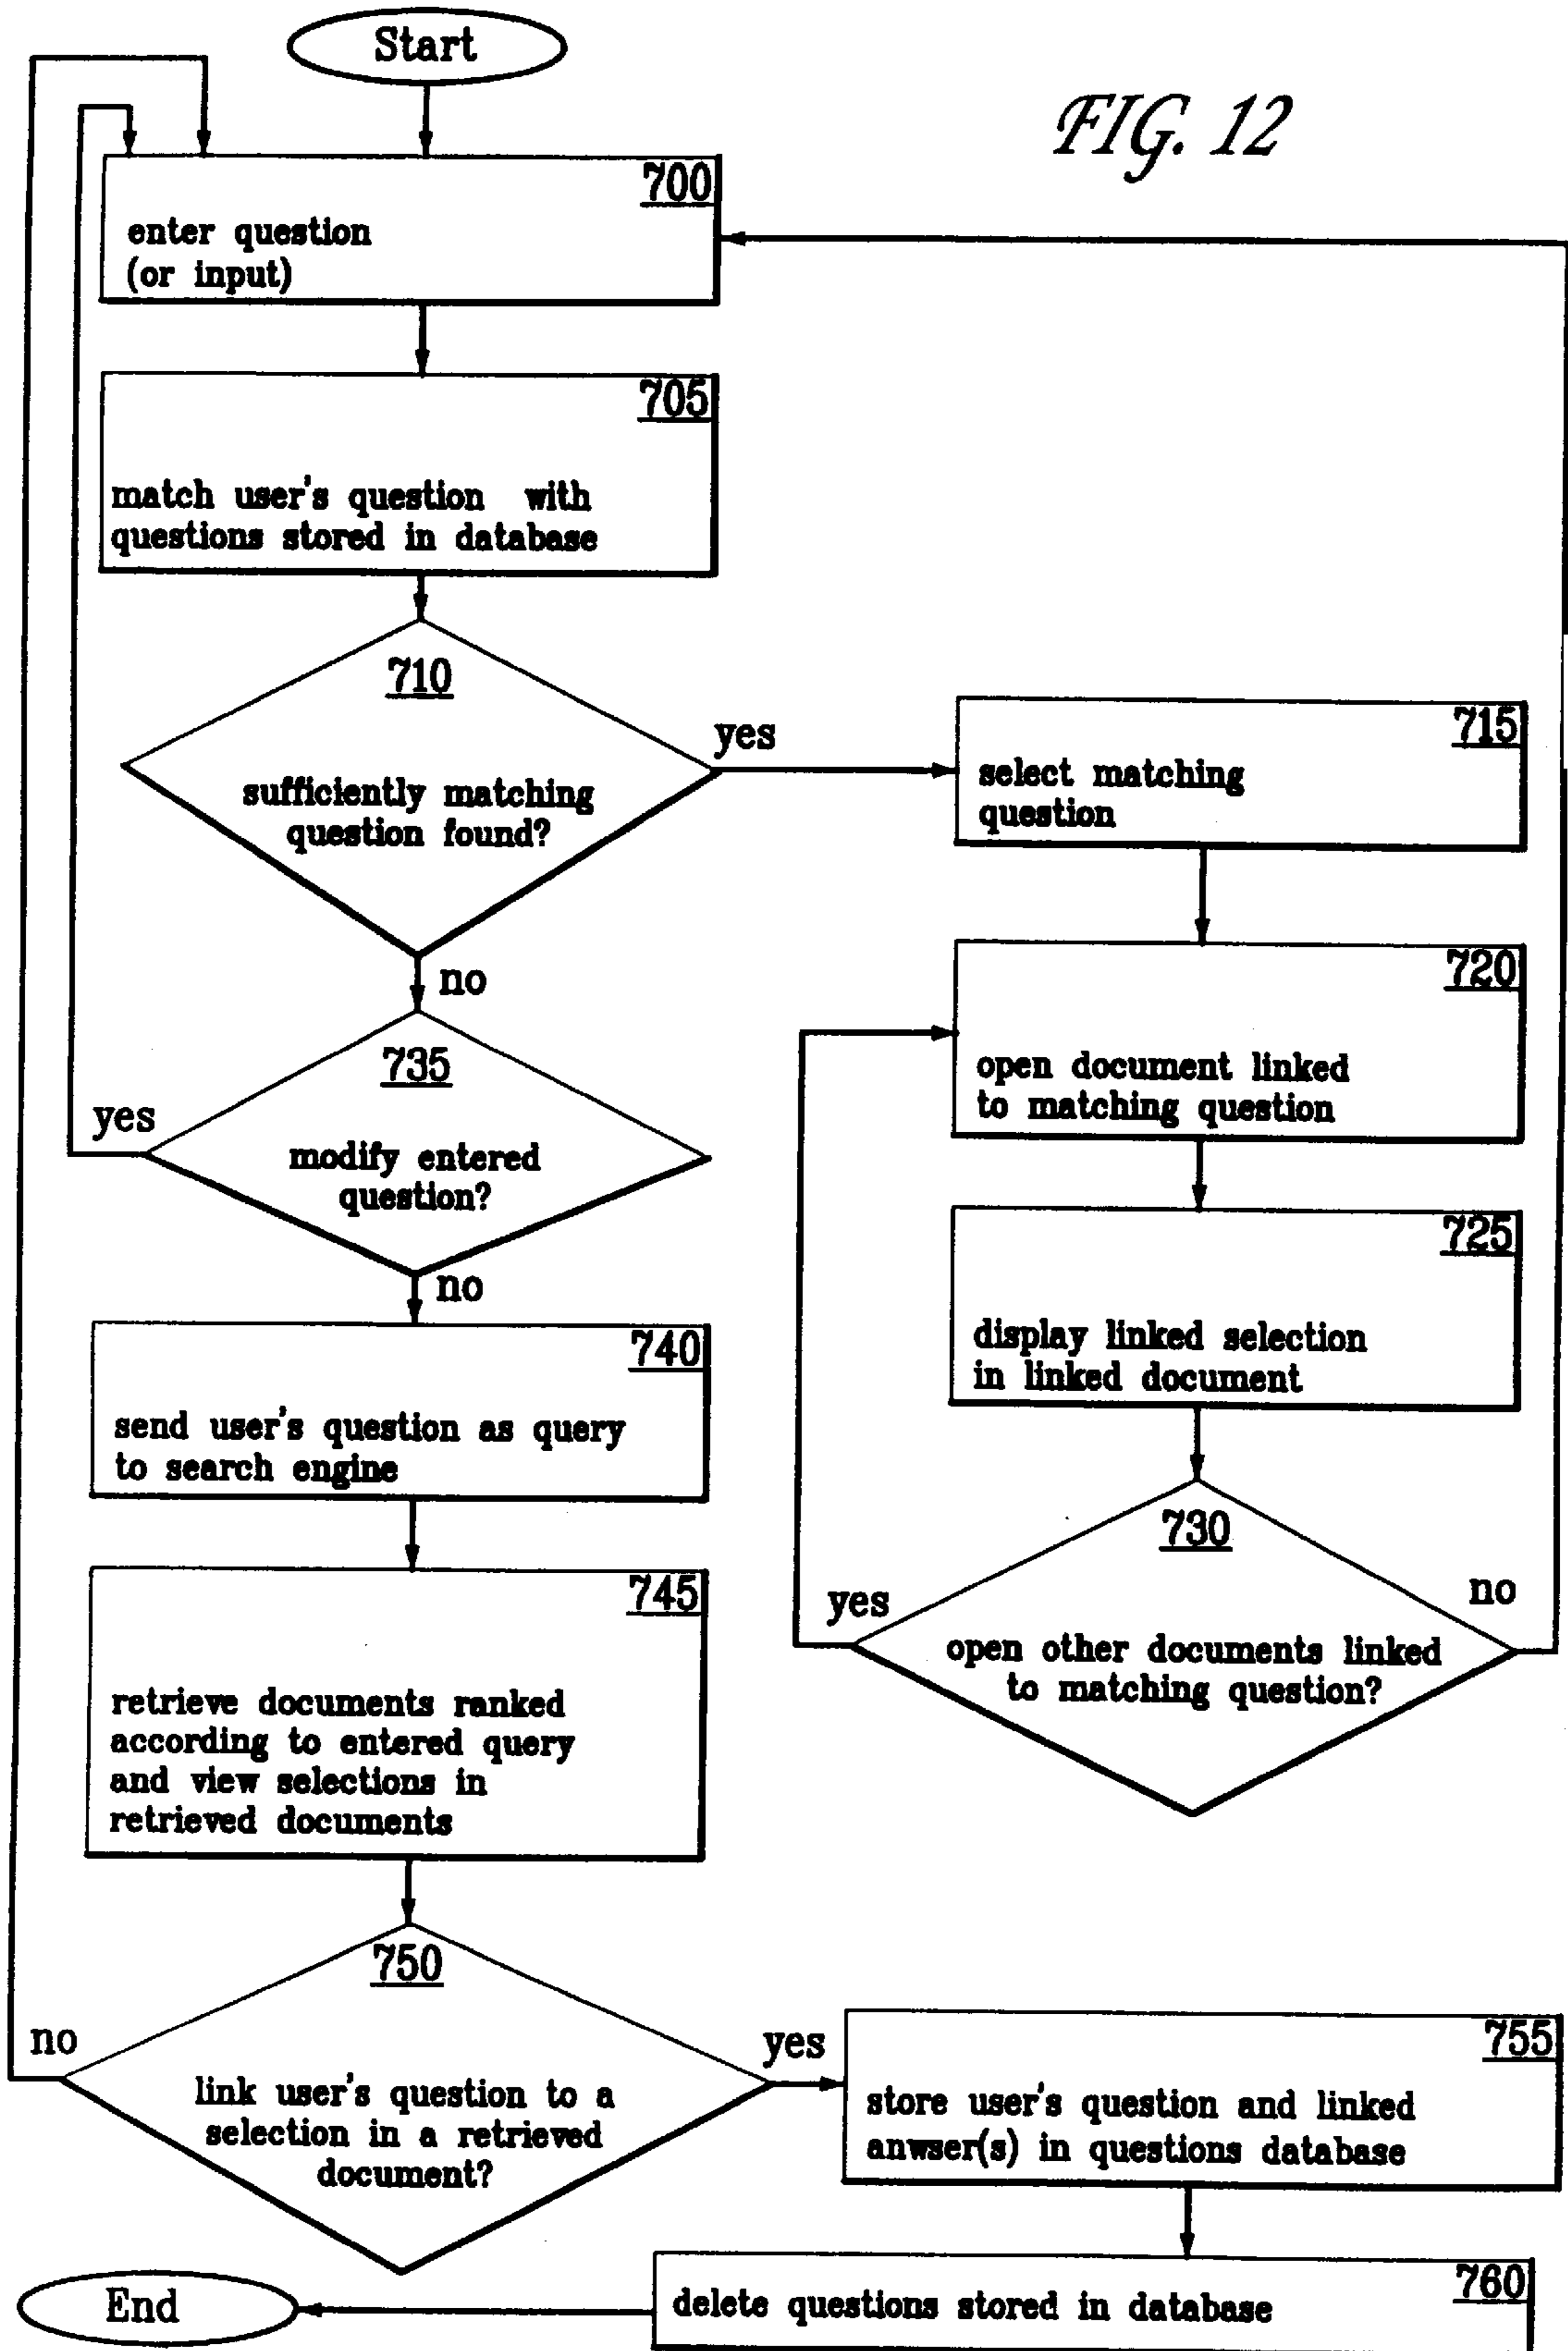 Start
FIG. 12
700
enter question
(or input)
705
match user's question with
questions stored in database
710
sufficiently matching
question found?
yes
715
select matching
question
720
open document linked
to matching question
725
display linked selection
in linked document
730
open other documents linked
to matching question?
yes
no
no
735
modify entered
question?
yes
no
740
send user's question as query
to search engine
745
retrieve documents ranked
according to entered query
and view selections in
retrieved documents
750
link user's question to a
selection in a retrieved
document?
no
yes
755
store user's question and linked
anwser(s) in questions database
760
delete questions stored in database
End